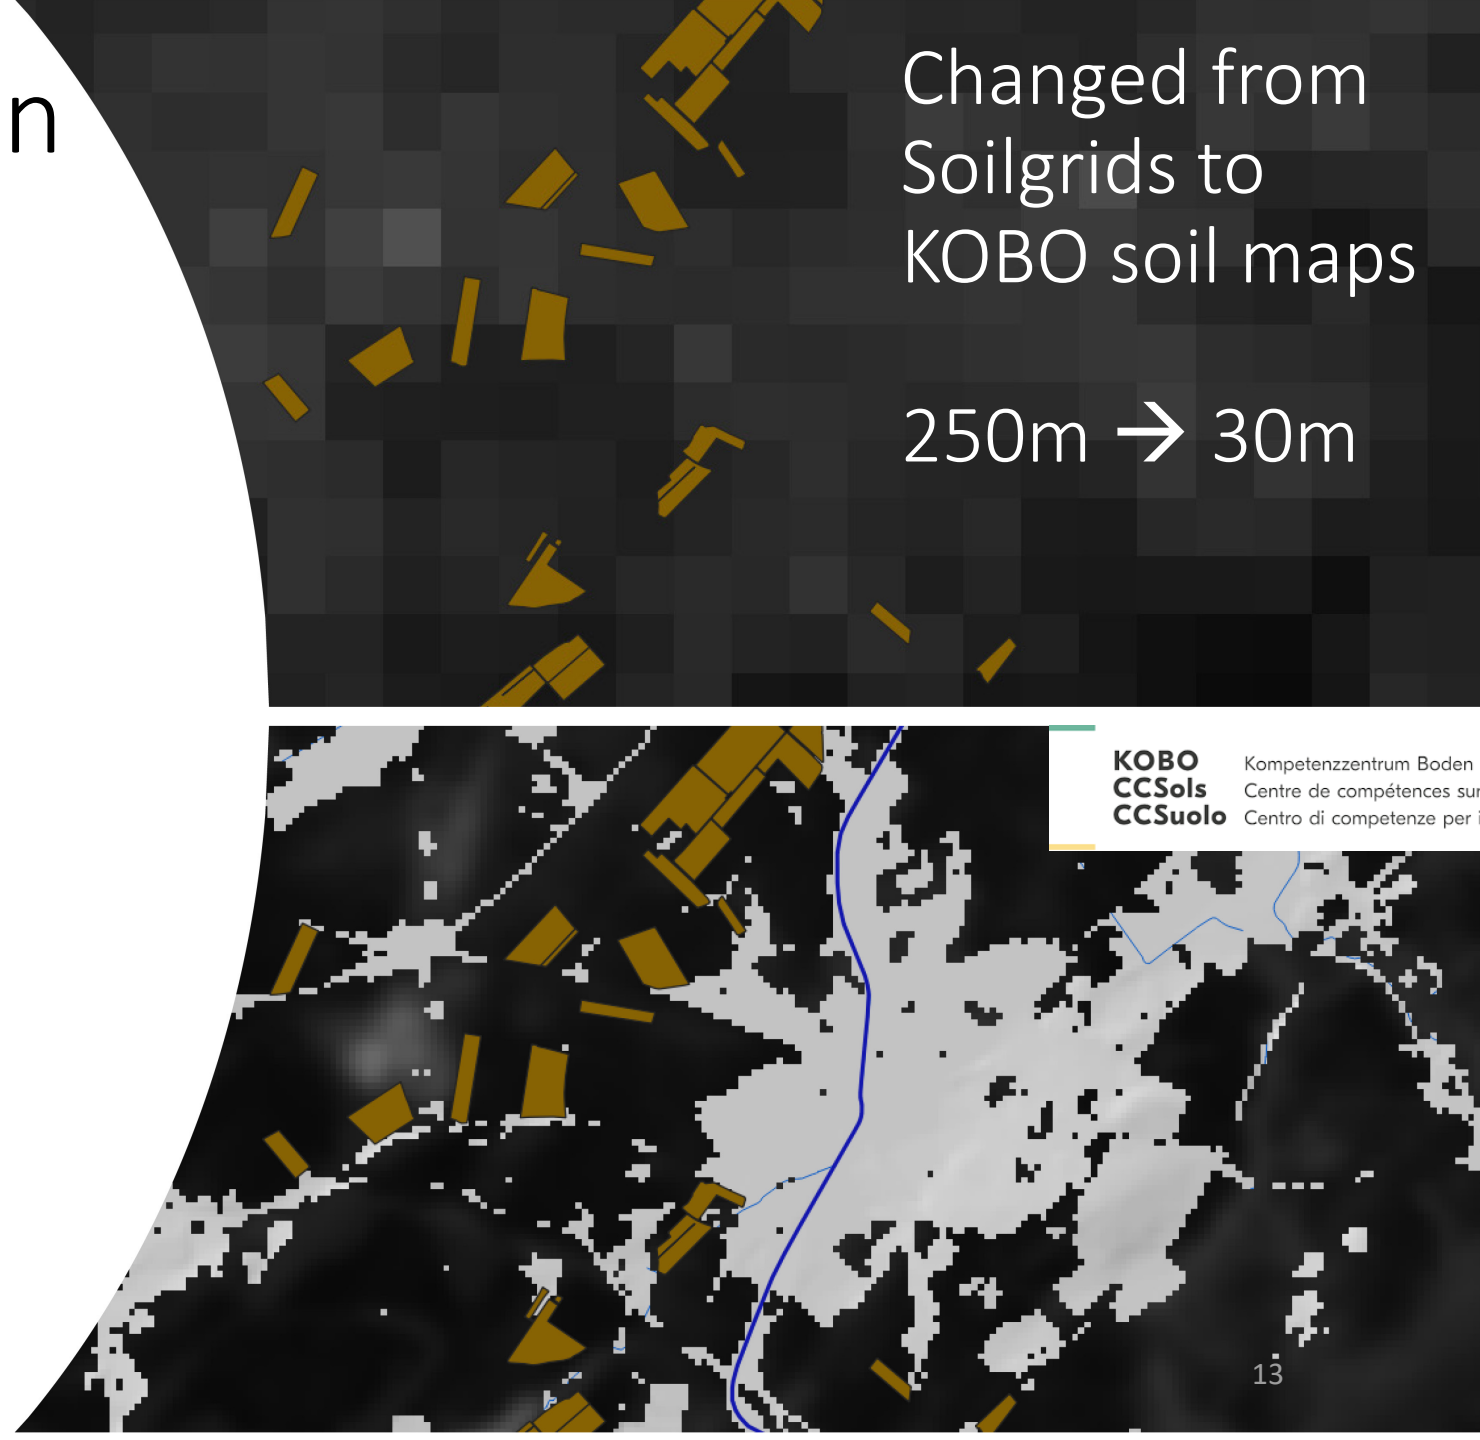 n
Changed from
Soilgrids to
KOBO soil maps
250m → 30m
KOBO Kompetenzzentrum Boden
CCSols Centre de compétences sur
CCSuolo Centro di competenze per i
13